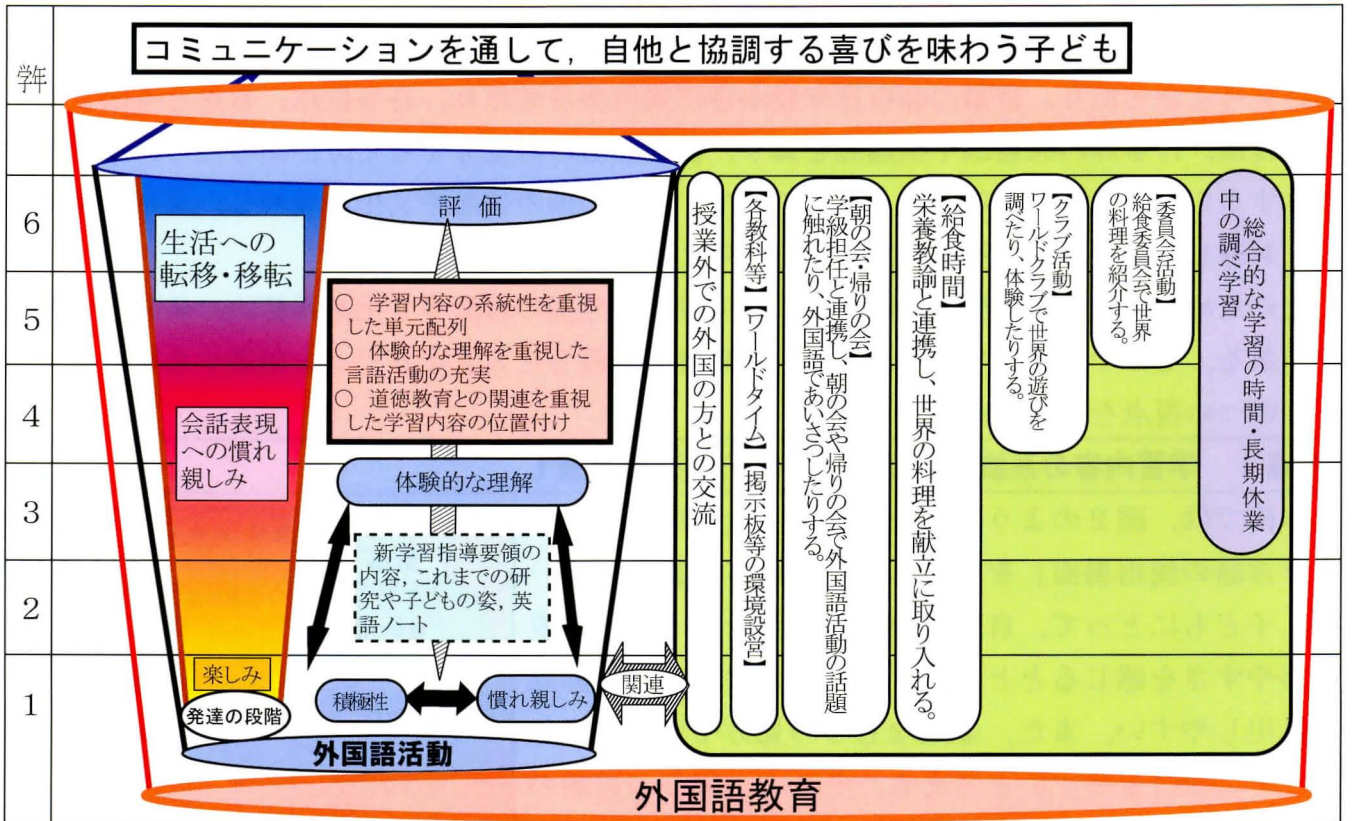 コミュニケーションを通して，自他と協調する喜びを味わう子ども
学年
6
5
4
3
2
1
生活への
転移・移転
会話表現
への慣れ
親しみ
楽しみ
発達の段階
評価
○　学習内容の系統性を重視
した単元配列
○　体験的な理解を重視した
言語活動の充実
○　道徳教育との関連を重視
した学習内容の位置付け
体験的な理解
新学習指導要領の
内容，これまでの研
究や子どもの姿，英
語ノート
積極性
慣れ親しみ
外国語活動
関連
授業外での外国の方との交流
【各教科等】【ワールドタイム】【掲示板等の環境設営】
【朝の会・帰りの会】
学級担任と連携し、朝の会や帰りの会で外国語活動の話題
に触れたり、外国語であいさつしたりする。
【給食時間】
栄養教諭と連携し、世界の料理を献立に取り入れる。
【クラブ活動】
ワールドクラブで世界の遊びを
調べたり、体験したりする。
【委員会活動】
給食委員会で世界
の料理を紹介する。
総合的な学習の時間・長期休業
中の調べ学習
外国語教育